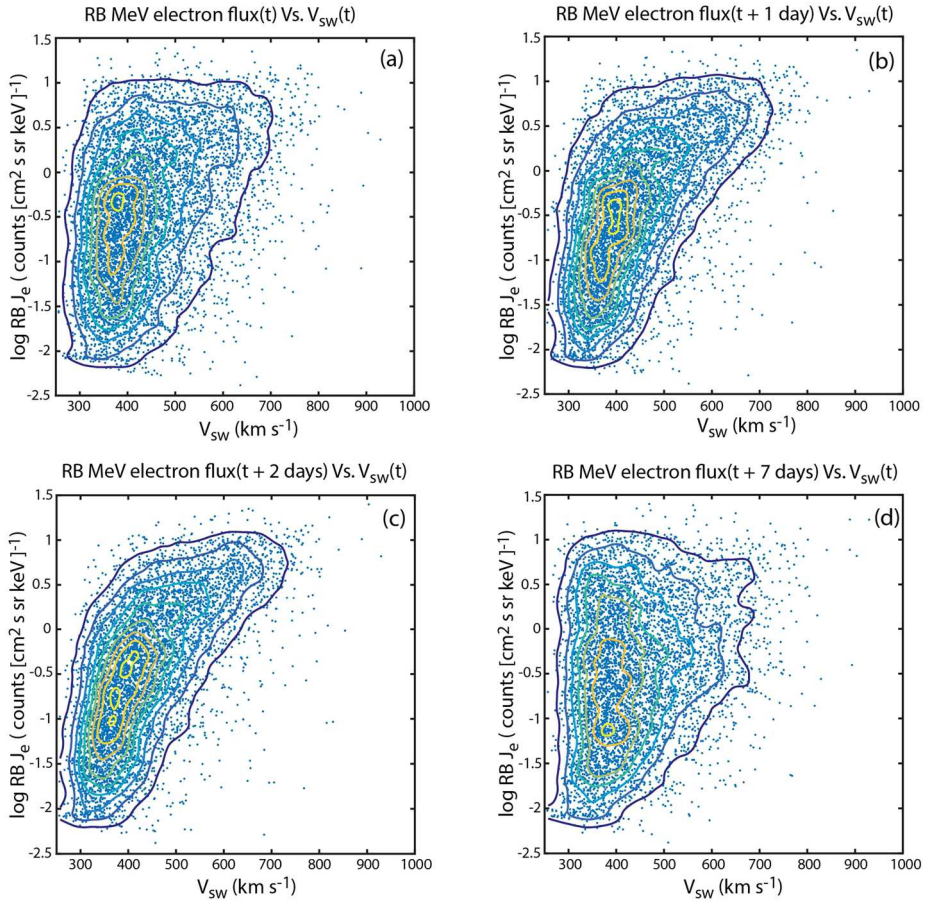 RB MeV electron flux(t) Vs. V_sw(t)
(a)
log RB J_e ( counts [cm² s sr keV ]-¹)
1.5
1
0.5
0
-0.5
-1
-1.5
-2
-2.5
300 400 500 600 700 800 900 1000
V_sw (km s-¹)
RB MeV electron flux(t + 1 day) Vs. V_sw(t)
(b)
log RB J_e ( counts [cm² s sr keV ]-¹)
1.5
1
0.5
0
-0.5
-1
-1.5
-2
-2.5
300 400 500 600 700 800 900 1000
V_sw (km s-¹)
RB MeV electron flux(t + 2 days) Vs. V_sw(t)
(c)
log RB J_e ( counts [cm² s sr keV ]-¹)
1.5
1
0.5
0
-0.5
-1
-1.5
-2
-2.5
300 400 500 600 700 800 900 1000
V_sw (km s-¹)
RB MeV electron flux(t + 7 days) Vs. V_sw(t)
(d)
log RB J_e ( counts [cm² s sr keV ]-¹)
1.5
1
0.5
0
-0.5
-1
-1.5
-2
-2.5
300 400 500 600 700 800 900 1000
V_sw (km s-¹)